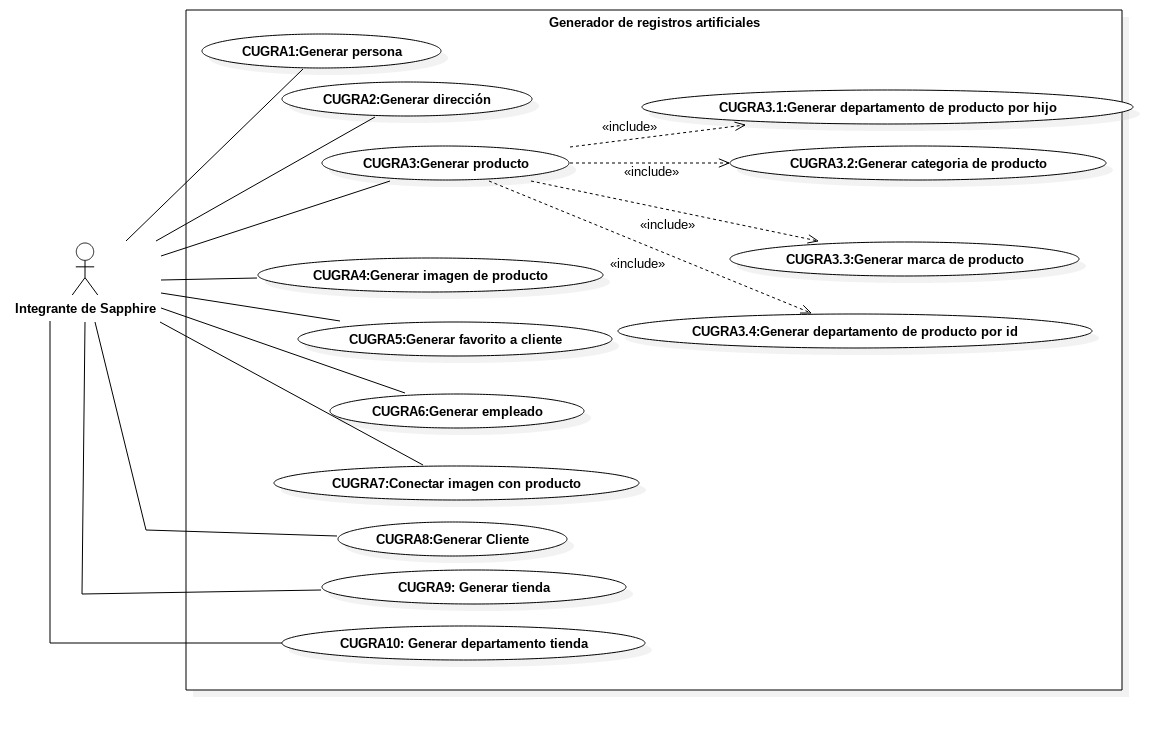 Generador de registros artificiales
CUGRA1:Generar persona
CUGRA2:Generar dirección
CUGRA3.1:Generar departamento de producto por hijo
«include»
CUGRA3:Generar producto
CUGRA3.2:Generar categoria de producto
«include»
«include»
CUGRA3.3:Generar marca de producto
«include»
CUGRA4:Generar imagen de producto
Integrante de Sapphire
CUGRA3.4:Generar departamento de producto por id
CUGRA5:Generar favorito a cliente
CUGRA6:Generar empleado
CUGRA7:Conectar imagen con producto
CUGRA8:Generar Cliente
CUGRA9: Generar tienda
CUGRA10: Generar departamento tienda